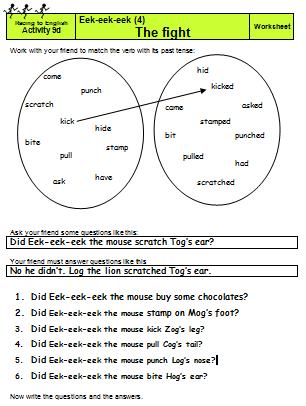 Racing to English
Activity 9d
Eek-eek-eek (4)
The fight
Worksheet
Work with your friend to match the verb with its past tense:
come
punch
scratch
kick
hide
bite
stamp
pull
have
ask
hid
kicked
came
asked
stamped
bit
punched
pulled
had
scratched
Ask your friend some questions like this:
Did Eek-eek-eek the mouse scratch Tog's ear?
Your friend must answer questions like this
No he didn't. Log the lion scratched Tog's ear.
1. Did Eek-eek-eek the mouse buy some chocolates?
2. Did Eek-eek-eek the mouse stamp on Mog's foot?
3. Did Eek-eek-eek the mouse kick Zog's leg?
4. Did Eek-eek-eek the mouse pull Cog's tail?
5. Did Eek-eek-eek the mouse punch Log's nose?
6. Did Eek-eek-eek the mouse bite Hog's ear?
Now write the questions and the answers.